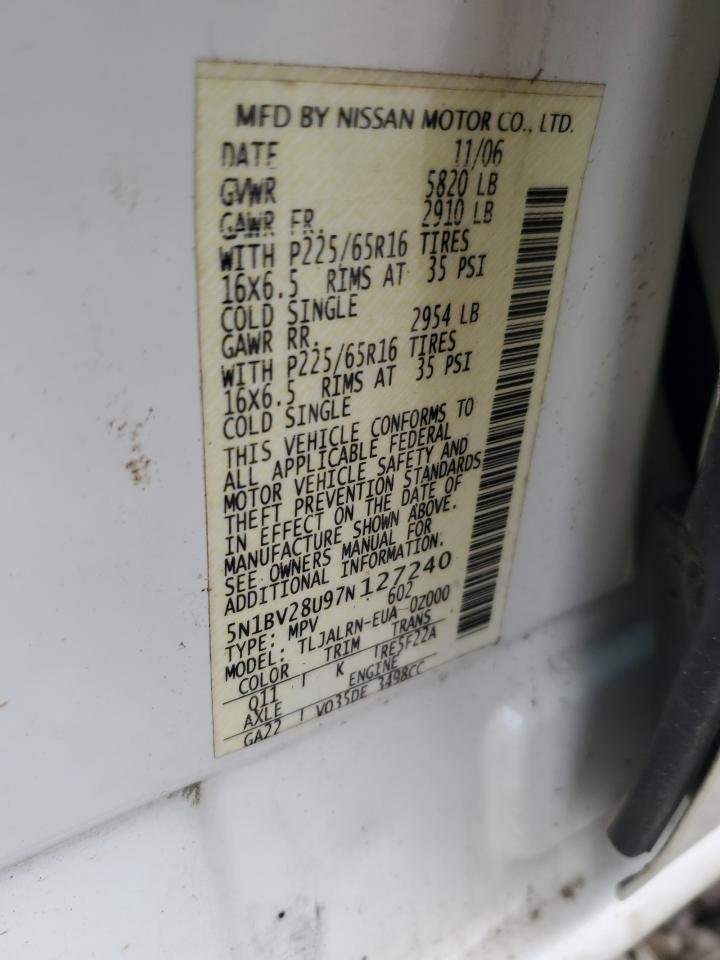 MFD BY NISSAN MOTOR CO., LTD.
DATE 11/06
GVWR 5820 LB
GAWR FR. 2910 LB
WITH P225/65R16 TIRES
16X6.5 RIMS AT 35 PSI
COLD SINGLE
GAWR RR. 2954 LB
WITH P225/65R16 TIRES
16X6.5 RIMS AT 35 PSI
COLD SINGLE
THIS VEHICLE CONFORMS TO
ALL APPLICABLE FEDERAL
MOTOR VEHICLE SAFETY AND
THEFT PREVENTION STANDARDS
IN EFFECT ON THE DATE OF
MANUFACTURE SHOWN ABOVE.
SEE OWNERS MANUAL FOR
ADDITIONAL INFORMATION.
5N1BV28U97N127240
TYPE: MPV 602
MODEL: TLJALRN-EUA 0Z000
COLOR TRIM TRANS
Q11 K RE5F22A
AXLE ENGINE
GA22 VQ35DE 3498CC